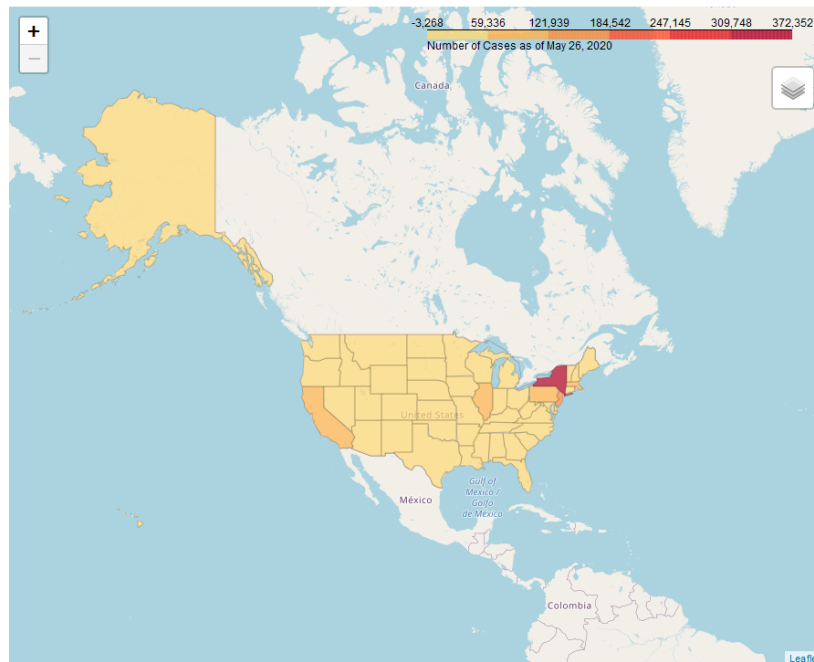 +
−
-3,268 59,336 121,939 184,542 247,145 309,748 372,352
Number of Cases as of May 26, 2020
Canada
United States
Gulf of
Mexico /
Golfo
de México
México
Colombia